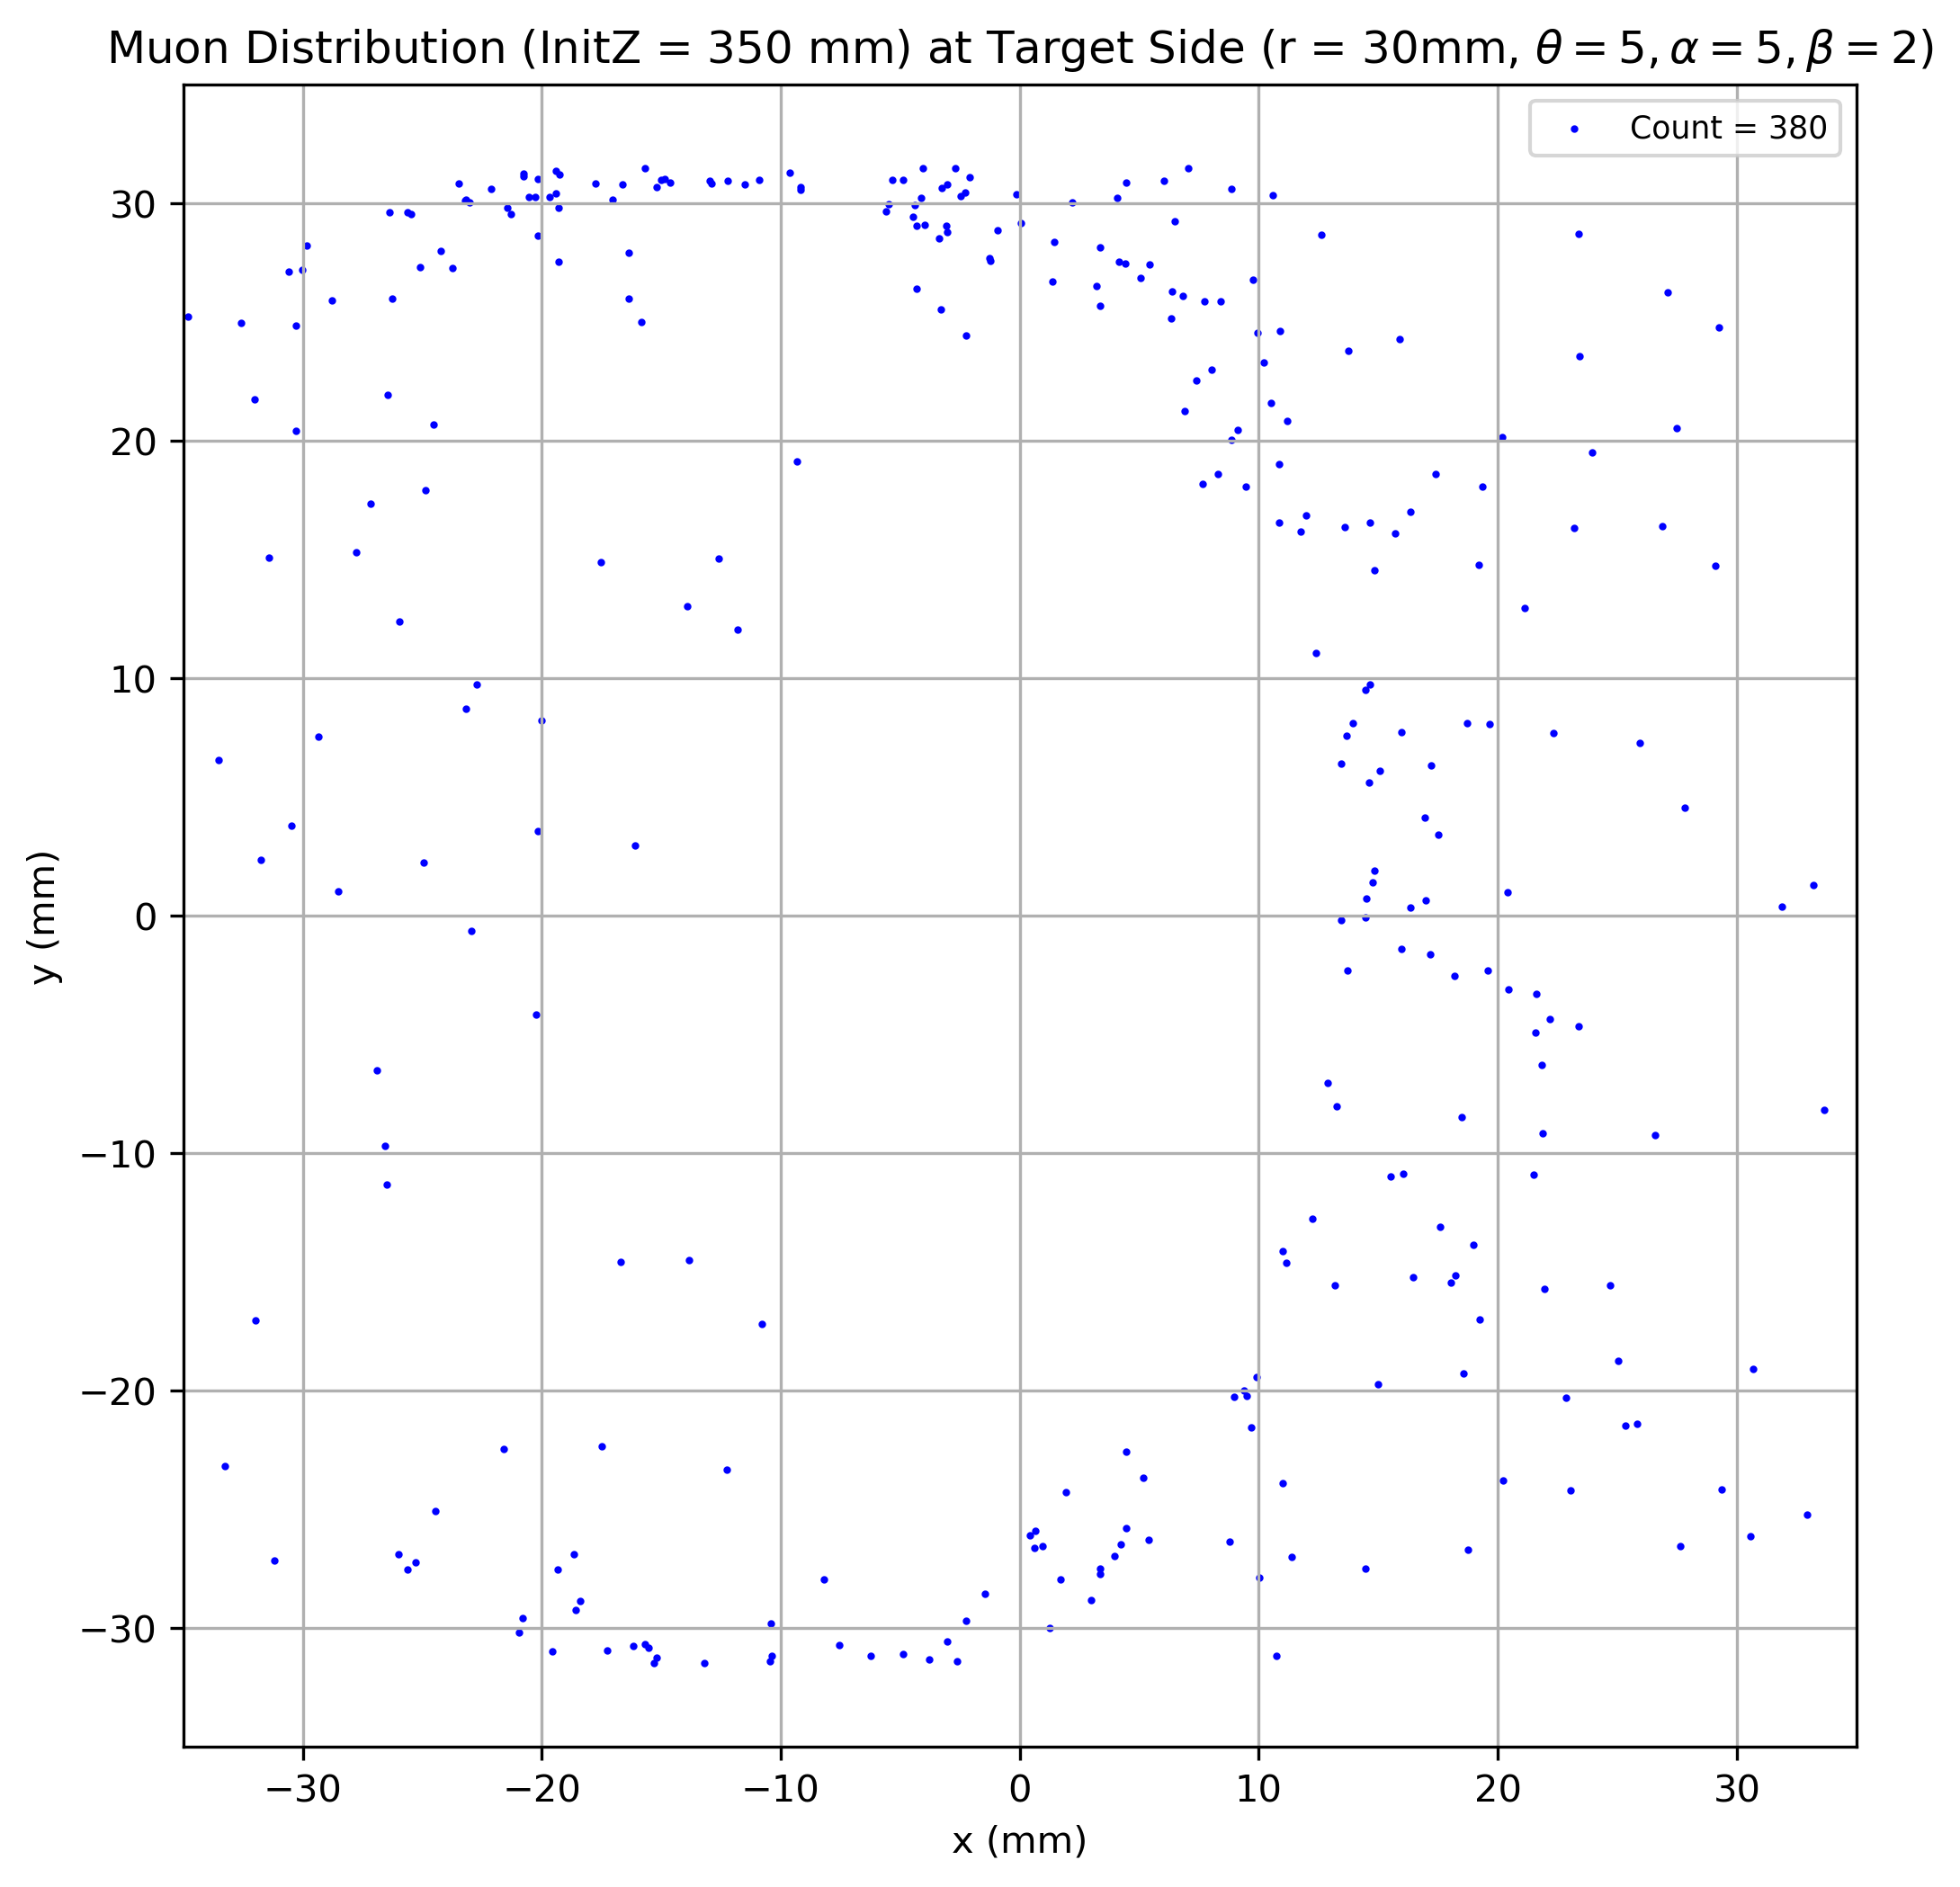 Muon Distribution (InitZ = 350 mm) at Target Side (r = 30mm, θ = 5, α = 5, β = 2)
Count = 380
30
20
10
0
−10
−20
−30
y (mm)
−30 −20 −10 0 10 20 30
x (mm)